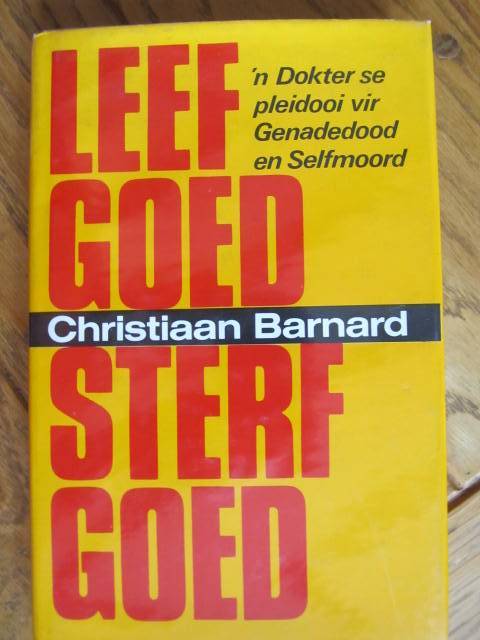 LEEF
'n Dokter se
pleidooi vir
Genadedood
en Selfmoord
GOED
Christiaan Barnard
STERF
GOED